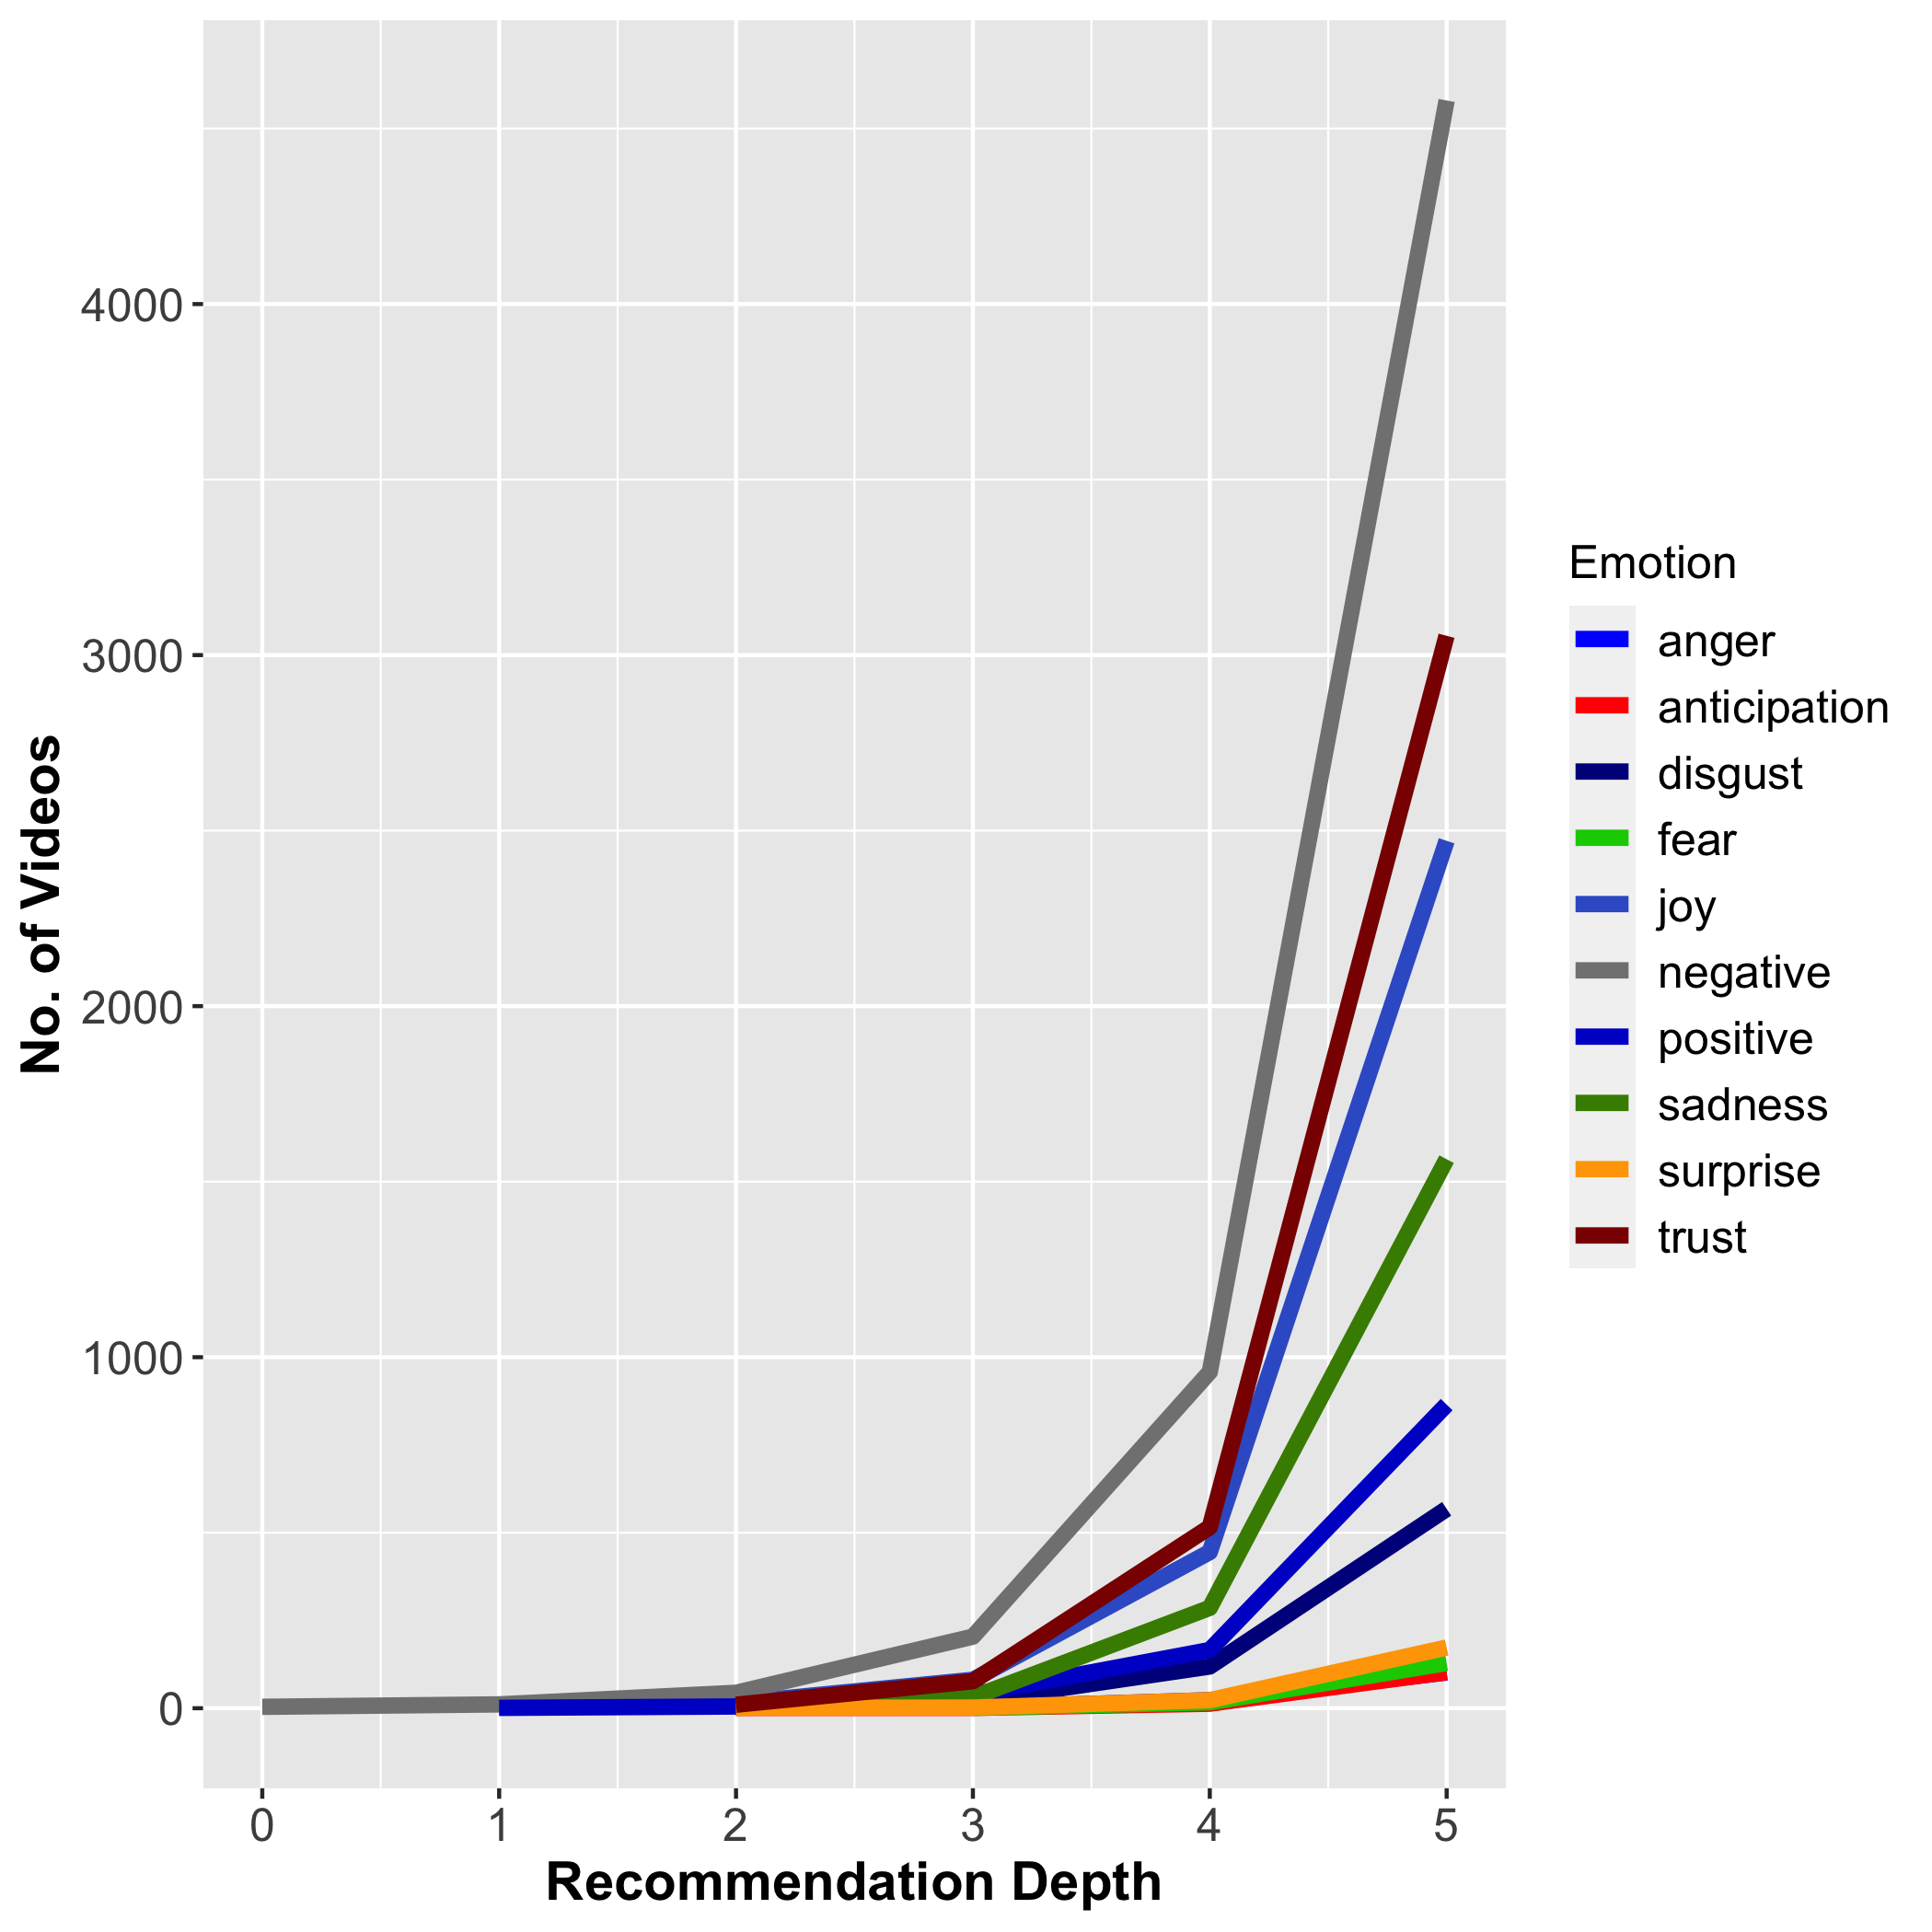 No. of Videos
4000
3000
2000
1000
0
0 1 2 3 4 5
Recommendation Depth
Emotion
anger
anticipation
disgust
fear
joy
negative
positive
sadness
surprise
trust